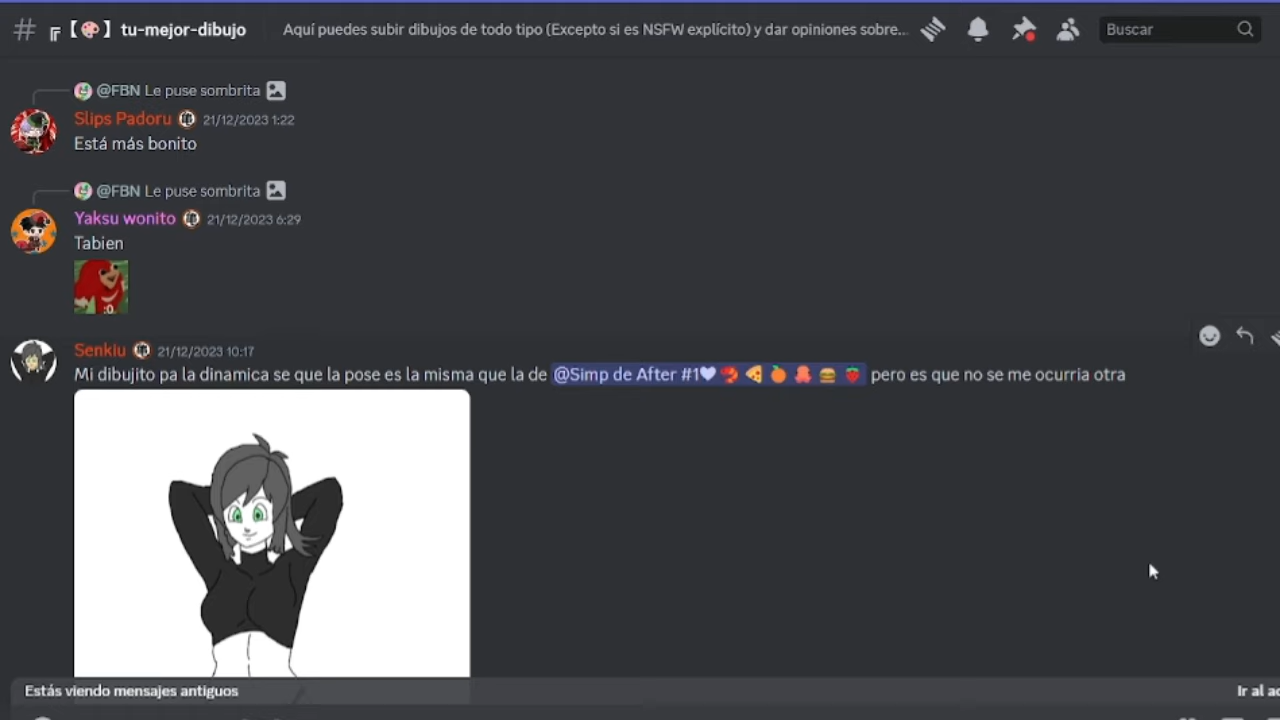 tu-mejor-dibujo
Aquí puedes subir dibujos de todo tipo (Excepto si es NSFW explícito) y dar opiniones sobre...
Buscar
@FBN Le puse sombrita
Slips Padoru 21/12/2023 1:22
Está más bonito
@FBN Le puse sombrita
Yaksu wonito 21/12/2023 6:29
Tabien
:0
Senkiu 21/12/2023 10:17
Mi dibujito pa la dinamica se que la pose es la misma que la de @Simp de After #1🤍🦐🍕🍊🐙🍔🍓 pero es que no se me ocurria otra
Estás viendo mensajes antiguos
Ir al ac